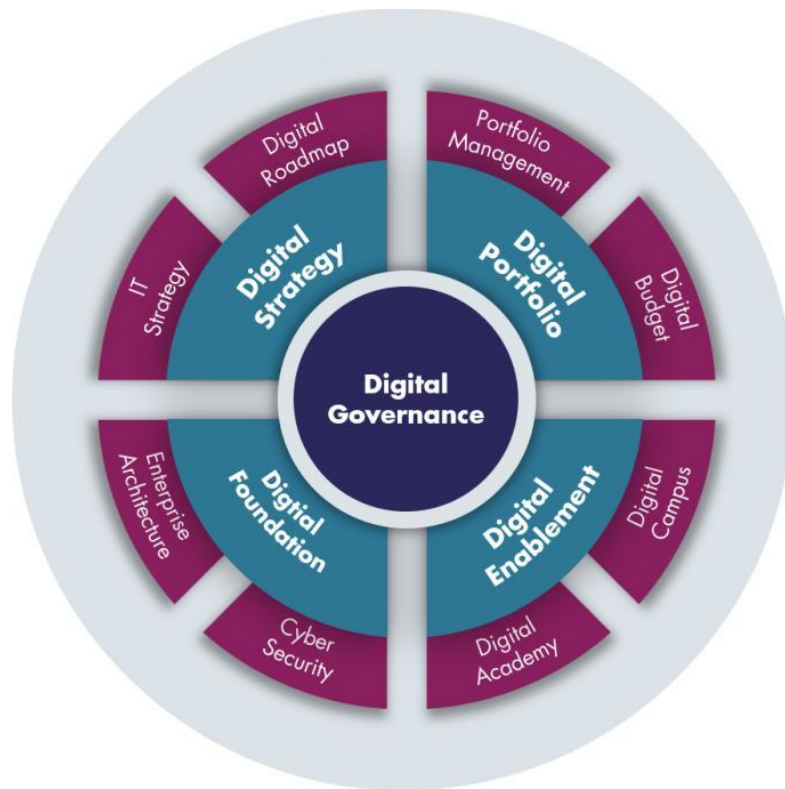 Digital
Roadmap
Portfolio
Management
IT
Strategy
Digital
Strategy
Digital
Portfolio
Digital
Budget
Digital
Governance
Enterprise
Architecture
Digtial
Foundation
Digital
Enablement
Digital
Campus
Cyber
Security
Digital
Academy